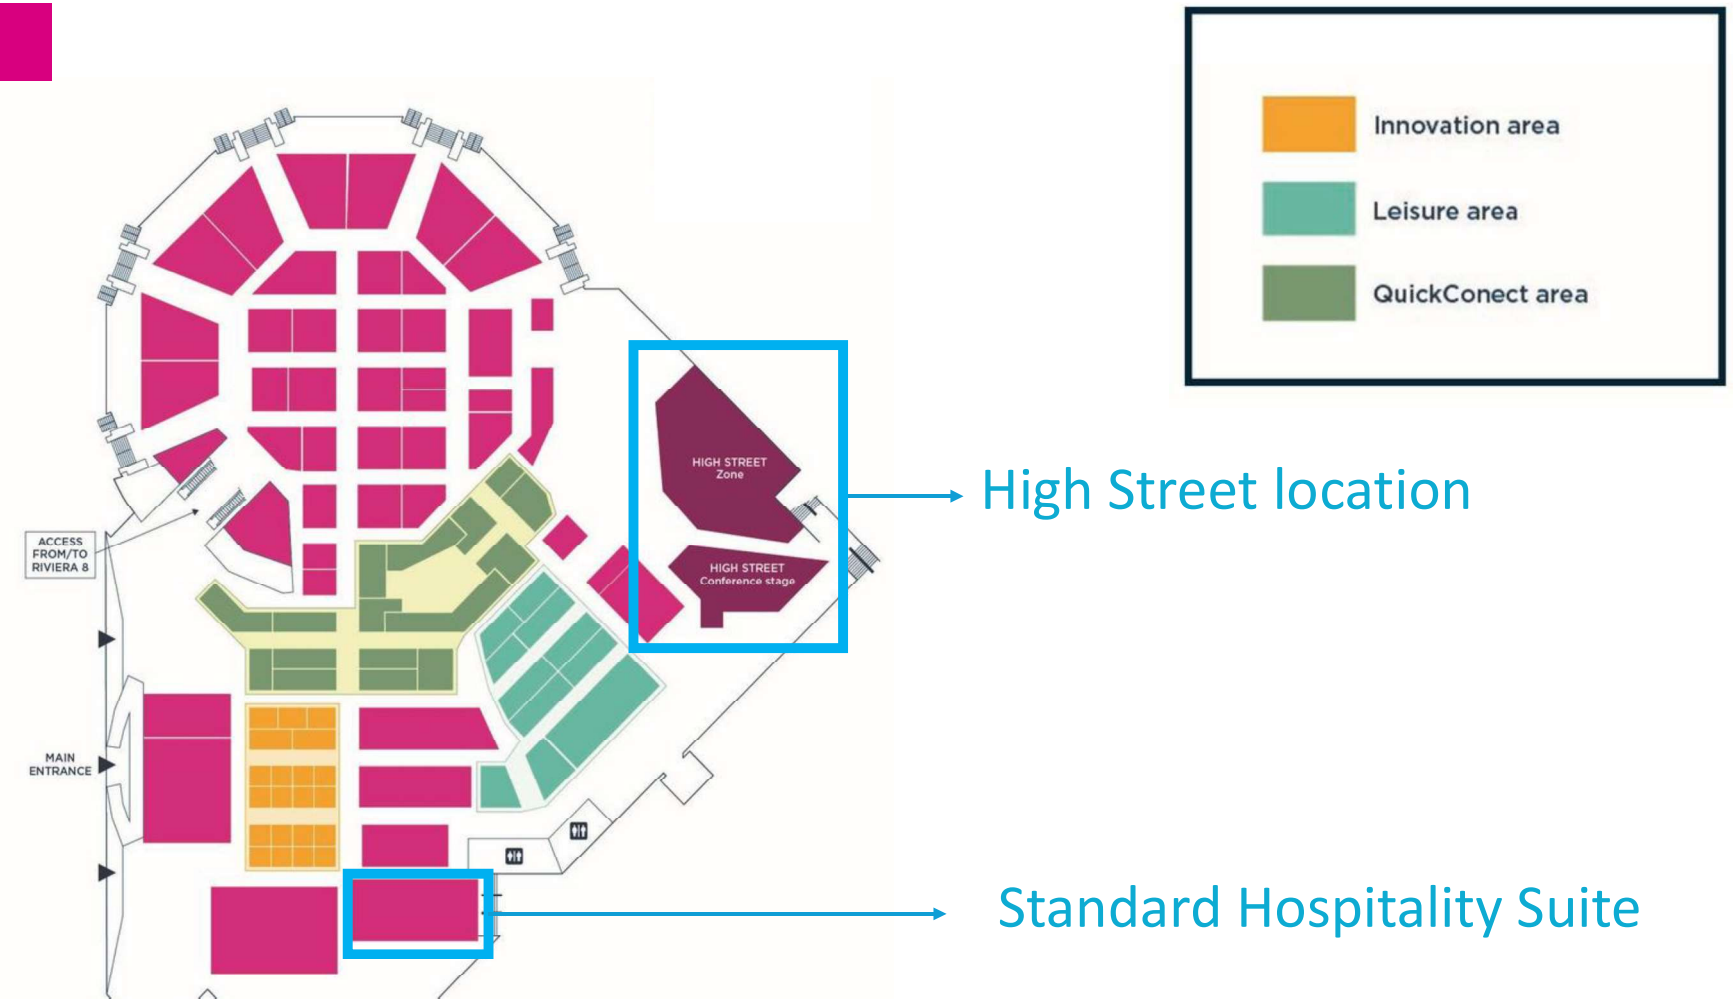 Innovation area
Leisure area
QuickConect area
HIGH STREET
Zone
High Street location
ACCESS
FROM/TO
RIVIERA 8
HIGH STREET
Conference stage
MAIN
ENTRANCE
Standard Hospitality Suite